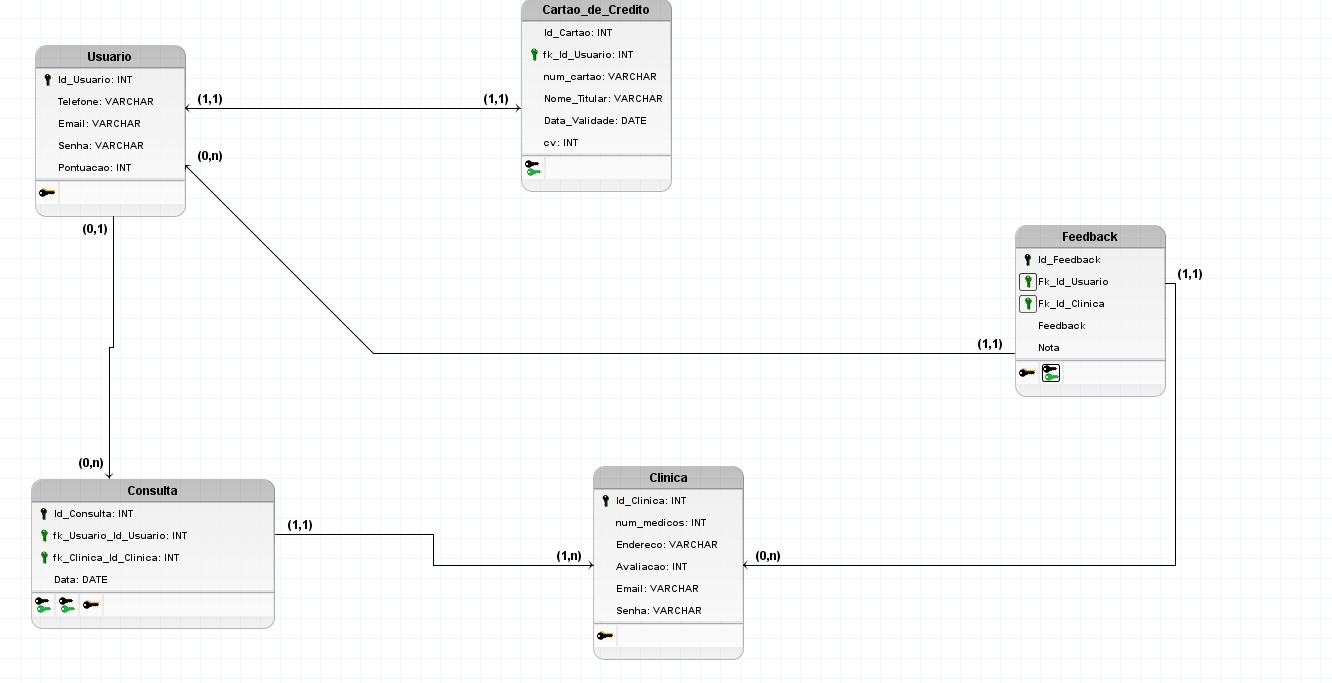 Cartao_de_Credito
Id_Cartao: INT
fk_Id_Usuario: INT
num_cartao: VARCHAR
Nome_Titular: VARCHAR
Data_Validade: DATE
cv: INT
Usuario
Id_Usuario: INT
Telefone: VARCHAR
Email: VARCHAR
Senha: VARCHAR
Pontuacao: INT
(1,1)
(1,1)
(0,n)
(0,1)
Feedback
Id_Feedback
Fk_Id_Usuario
Fk_Id_Clinica
Feedback
Nota
(1,1)
(1,1)
(0,n)
Consulta
Id_Consulta: INT
fk_Usuario_Id_Usuario: INT
fk_Clinica_Id_Clinica: INT
Data: DATE
(1,1)
(1,n)
Clinica
Id_Clinica: INT
num_medicos: INT
Endereco: VARCHAR
Avaliacao: INT
Email: VARCHAR
Senha: VARCHAR
(0,n)